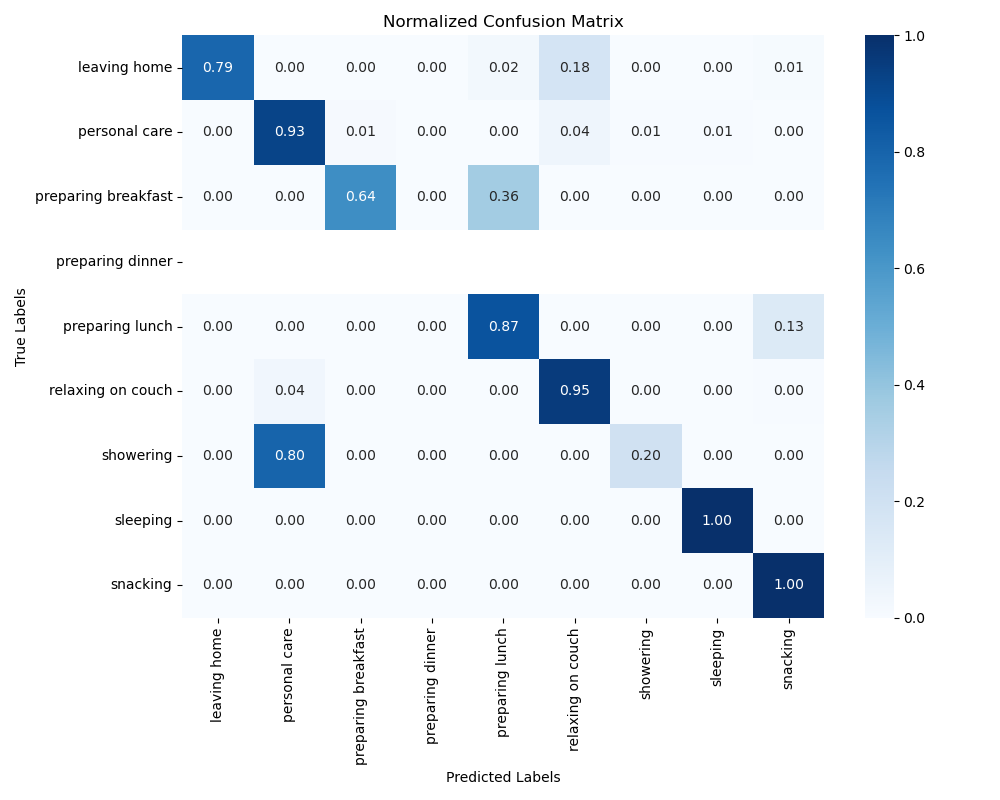 Normalized Confusion Matrix
True Labels
leaving home 0.79 0.00 0.00 0.00 0.02 0.18 0.00 0.00 0.01
personal care 0.00 0.93 0.01 0.00 0.00 0.04 0.01 0.01 0.00
preparing breakfast 0.00 0.00 0.64 0.00 0.36 0.00 0.00 0.00 0.00
preparing dinner
preparing lunch 0.00 0.00 0.00 0.00 0.87 0.00 0.00 0.00 0.13
relaxing on couch 0.00 0.04 0.00 0.00 0.00 0.95 0.00 0.00 0.00
showering 0.00 0.80 0.00 0.00 0.00 0.00 0.20 0.00 0.00
sleeping 0.00 0.00 0.00 0.00 0.00 0.00 0.00 1.00 0.00
snacking 0.00 0.00 0.00 0.00 0.00 0.00 0.00 0.00 1.00
leaving home
personal care
preparing breakfast
preparing dinner
preparing lunch
relaxing on couch
showering
sleeping
snacking
Predicted Labels
1.0
0.8
0.6
0.4
0.2
0.0